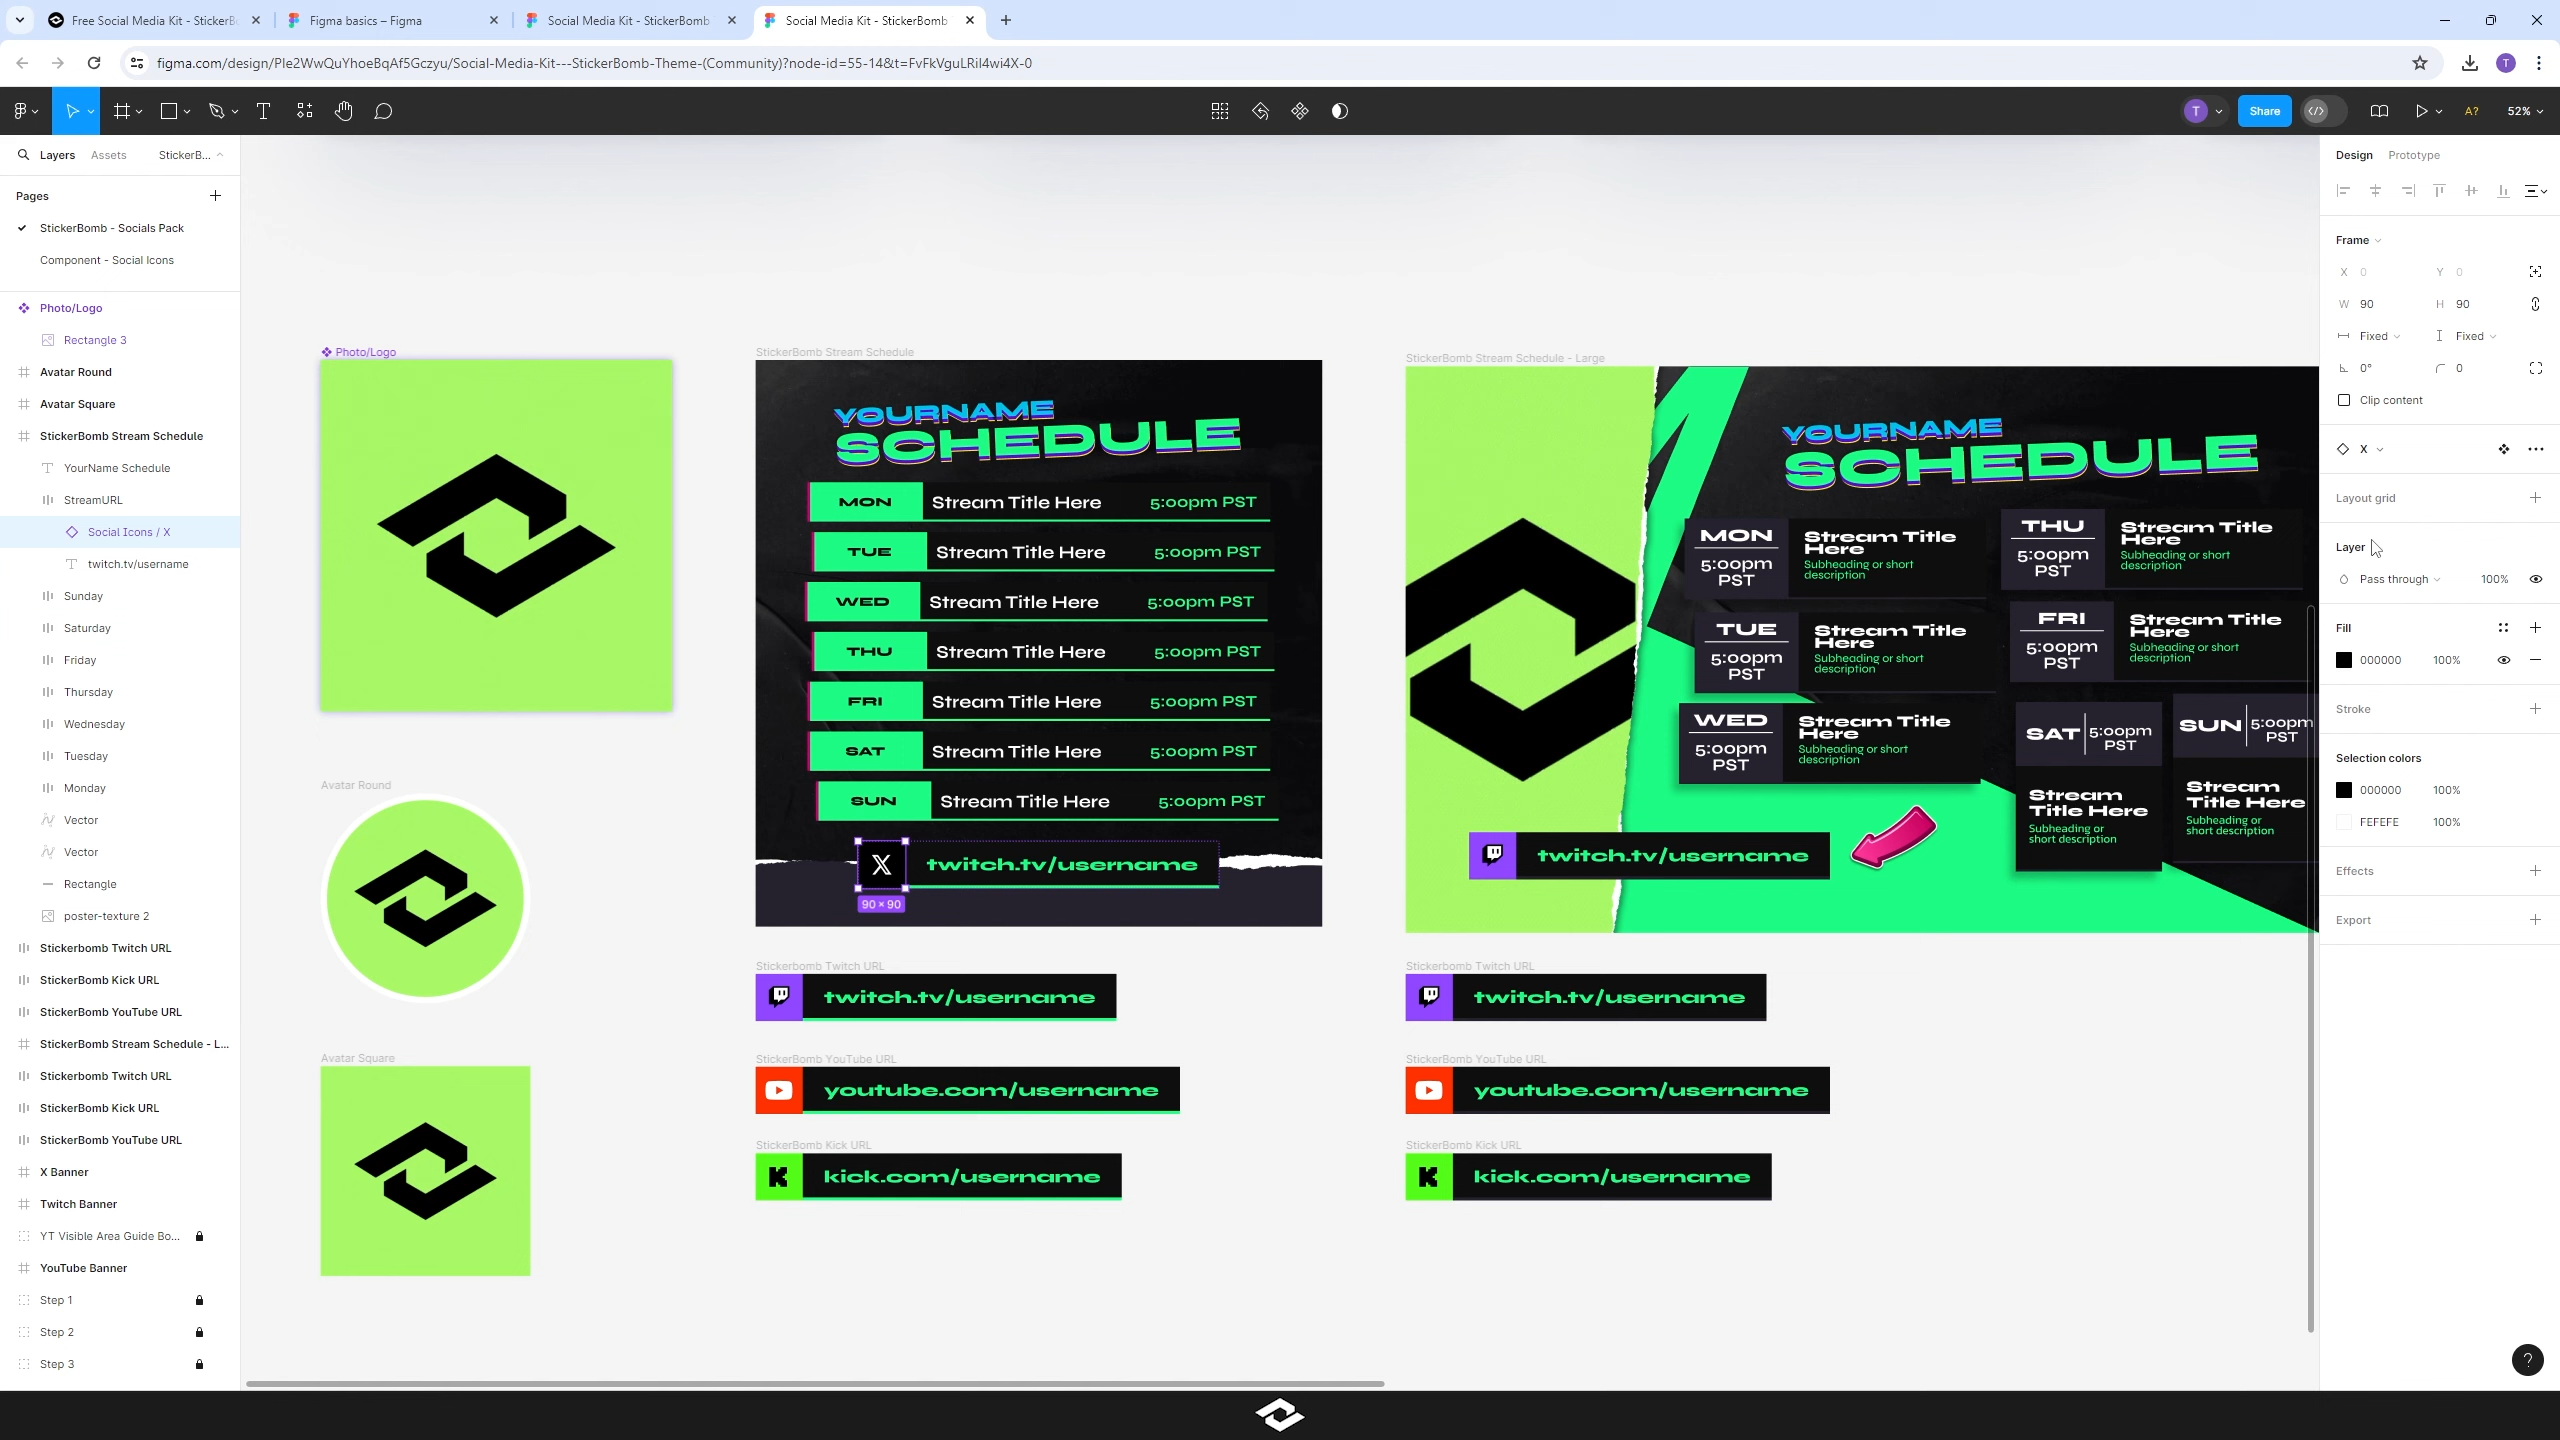 Free Social Media Kit - StickerBo
Figma basics – Figma
Social Media Kit - StickerBomb
Social Media Kit - StickerBomb
figma.com/design/Ple2WwQuYhoeBqAf5Gczyu/Social-Media-Kit---StickerBomb-Theme-(Community)?node-id=55-14&t=FvFkVguLRil4wi4X-0
T
T
Share
A?
52%
Layers
Assets
StickerB...
Pages
StickerBomb - Socials Pack
Component - Social Icons
Photo/Logo
Rectangle 3
Avatar Round
Avatar Square
StickerBomb Stream Schedule
YourName Schedule
StreamURL
Social Icons / X
twitch.tv/username
Sunday
Saturday
Friday
Thursday
Wednesday
Tuesday
Monday
Vector
Vector
Rectangle
poster-texture 2
Stickerbomb Twitch URL
StickerBomb Kick URL
StickerBomb YouTube URL
StickerBomb Stream Schedule - L...
Stickerbomb Twitch URL
StickerBomb Kick URL
StickerBomb YouTube URL
X Banner
Twitch Banner
YT Visible Area Guide Bo...
YouTube Banner
Step 1
Step 2
Step 3
Photo/Logo
Avatar Round
Avatar Square
StickerBomb Stream Schedule
YOURNAME
SCHEDULE
MON Stream Title Here 5:00pm PST
TUE Stream Title Here 5:00pm PST
WED Stream Title Here 5:00pm PST
THU Stream Title Here 5:00pm PST
FRI Stream Title Here 5:00pm PST
SAT Stream Title Here 5:00pm PST
SUN Stream Title Here 5:00pm PST
twitch.tv/username
90 × 90
Stickerbomb Twitch URL
twitch.tv/username
StickerBomb YouTube URL
youtube.com/username
StickerBomb Kick URL
kick.com/username
StickerBomb Stream Schedule - Large
YOURNAME
SCHEDULE
MON
5:00pm
PST
Stream Title
Here
Subheading or short
description
THU
5:00pm
PST
Stream Title
Here
Subheading or short
description
TUE
5:00pm
PST
Stream Title
Here
Subheading or short
description
FRI
5:00pm
PST
Stream Title
Here
Subheading or short
description
WED
5:00pm
PST
Stream Title
Here
Subheading or short
description
SAT
5:00pm
PST
Stream
Title Here
Subheading or
short description
SUN
5:00pm
PST
Stream
Title Here
Subheading or
short description
twitch.tv/username
Stickerbomb Twitch URL
twitch.tv/username
StickerBomb YouTube URL
youtube.com/username
StickerBomb Kick URL
kick.com/username
Design
Prototype
Frame
X 0
Y 0
W 90
H 90
Fixed
Fixed
0°
0
Clip content
X
Layout grid
Layer
Pass through
100%
Fill
000000
100%
Stroke
Selection colors
000000
100%
FEFEFE
100%
Effects
Export
?